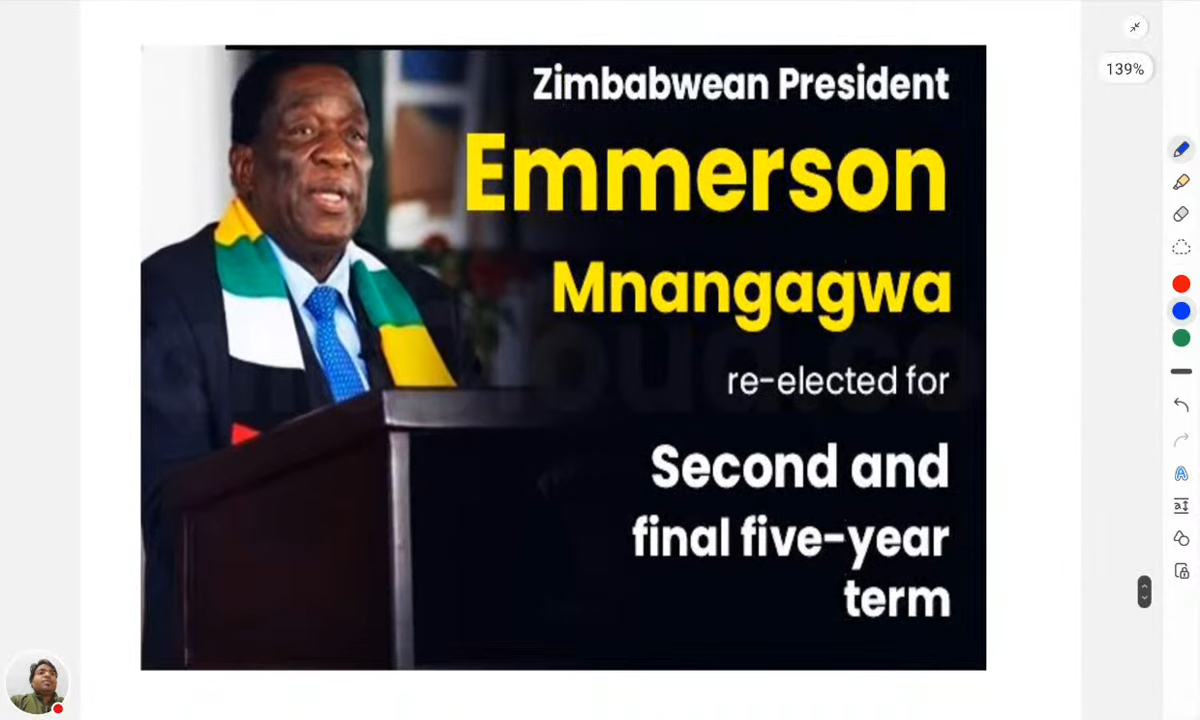 139%
Zimbabwean President
Emmerson
Mnangagwa
re-elected for
Second and
final five-year
term